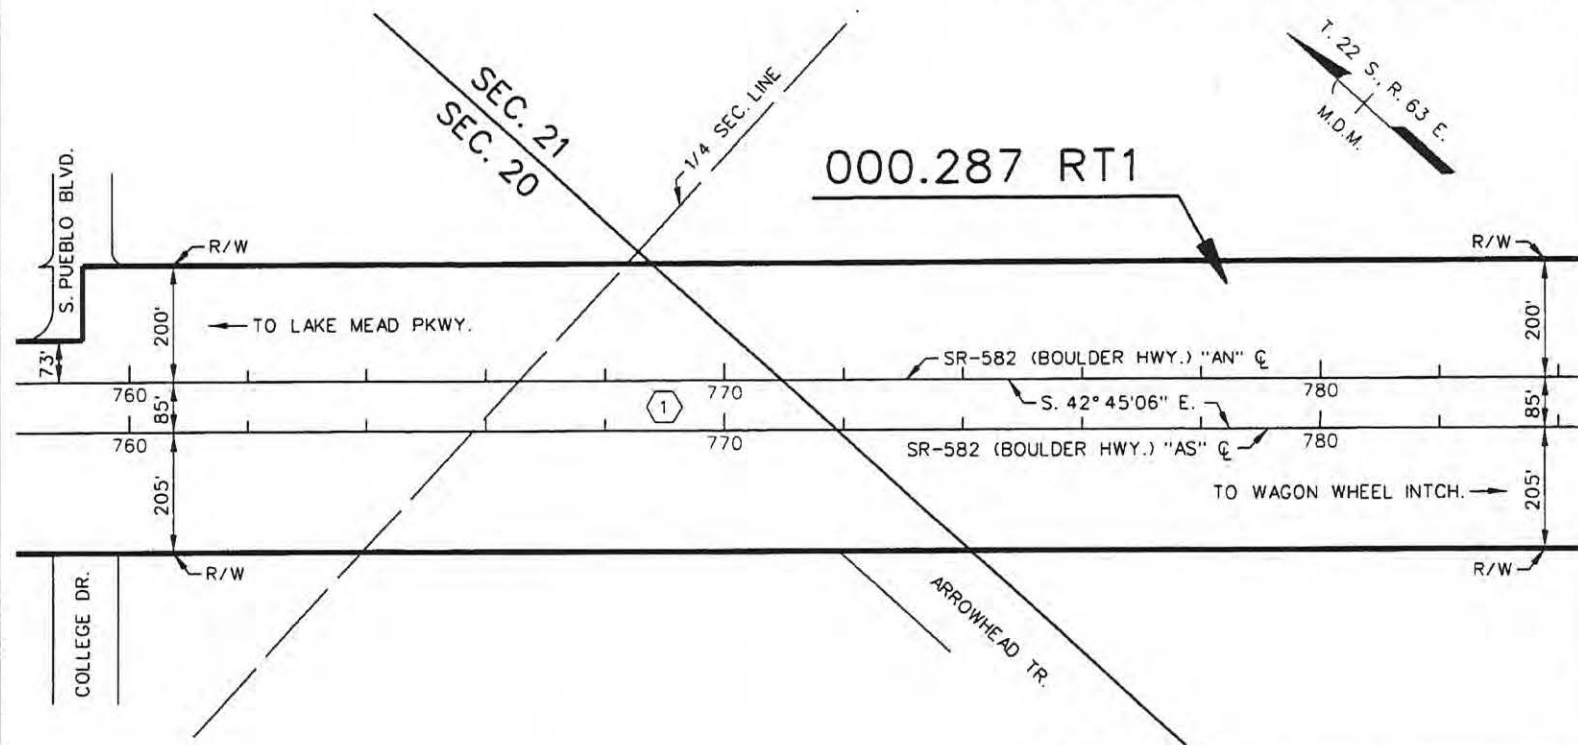 T. 22 S., R. 63 E.
M.D.M.
SEC. 21
SEC. 20
1/4 SEC. LINE
000.287 RT1
S. PUEBLO BLVD.
R/W
R/W
200'
TO LAKE MEAD PKWY.
200'
73'
SR-582 (BOULDER HWY.) "AN" ℄
760
770
780
85'
1
S. 42° 45'06" E.
85'
760
770
SR-582 (BOULDER HWY.) "AS" ℄
780
205'
TO WAGON WHEEL INTCH.
205'
R/W
R/W
COLLEGE DR.
ARROWHEAD TR.